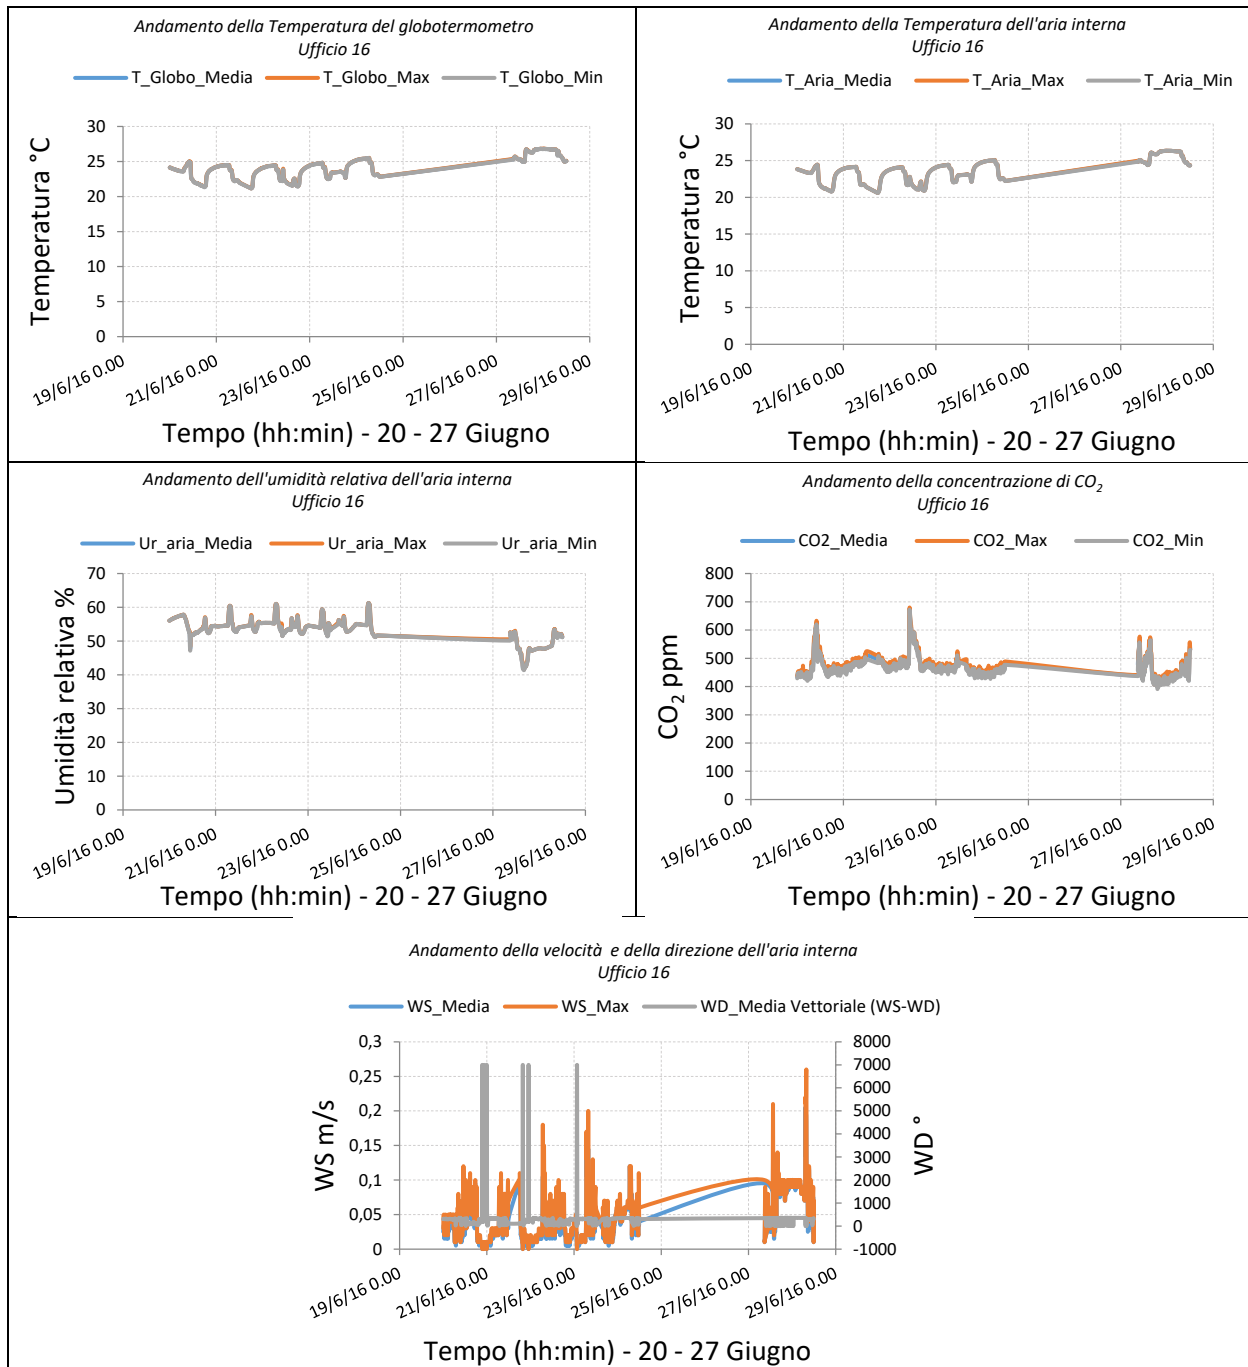 Andamento della Temperatura del globotermometro
Ufficio 16
T_Globo_Media T_Globo_Max T_Globo_Min
30
25
20
15
10
5
0
Temperatura °C
19/6/16 0.00 21/6/16 0.00 23/6/16 0.00 25/6/16 0.00 27/6/16 0.00 29/6/16 0.00
Tempo (hh:min) - 20 - 27 Giugno
Andamento della Temperatura dell'aria interna
Ufficio 16
T_Aria_Media T_Aria_Max T_Aria_Min
30
25
20
15
10
5
0
Temperatura °C
19/6/16 0.00 21/6/16 0.00 23/6/16 0.00 25/6/16 0.00 27/6/16 0.00 29/6/16 0.00
Tempo (hh:min) - 20 - 27 Giugno
Andamento dell'umidità relativa dell'aria interna
Ufficio 16
Ur_aria_Media Ur_aria_Max Ur_aria_Min
70
60
50
40
30
20
10
0
Umidità relativa %
19/6/16 0.00 21/6/16 0.00 23/6/16 0.00 25/6/16 0.00 27/6/16 0.00 29/6/16 0.00
Tempo (hh:min) - 20 - 27 Giugno
Andamento della concentrazione di CO₂
Ufficio 16
CO2_Media CO2_Max CO2_Min
800
700
600
500
400
300
200
100
0
CO₂ ppm
19/6/16 0.00 21/6/16 0.00 23/6/16 0.00 25/6/16 0.00 27/6/16 0.00 29/6/16 0.00
Tempo (hh:min) - 20 - 27 Giugno
Andamento della velocità e della direzione dell'aria interna
Ufficio 16
WS_Media WS_Max WD_Media Vettoriale (WS-WD)
0,3
0,25
0,2
0,15
0,1
0,05
0
WS m/s
8000
7000
6000
5000
4000
3000
2000
1000
0
-1000
WD °
19/6/16 0.00 21/6/16 0.00 23/6/16 0.00 25/6/16 0.00 27/6/16 0.00 29/6/16 0.00
Tempo (hh:min) - 20 - 27 Giugno